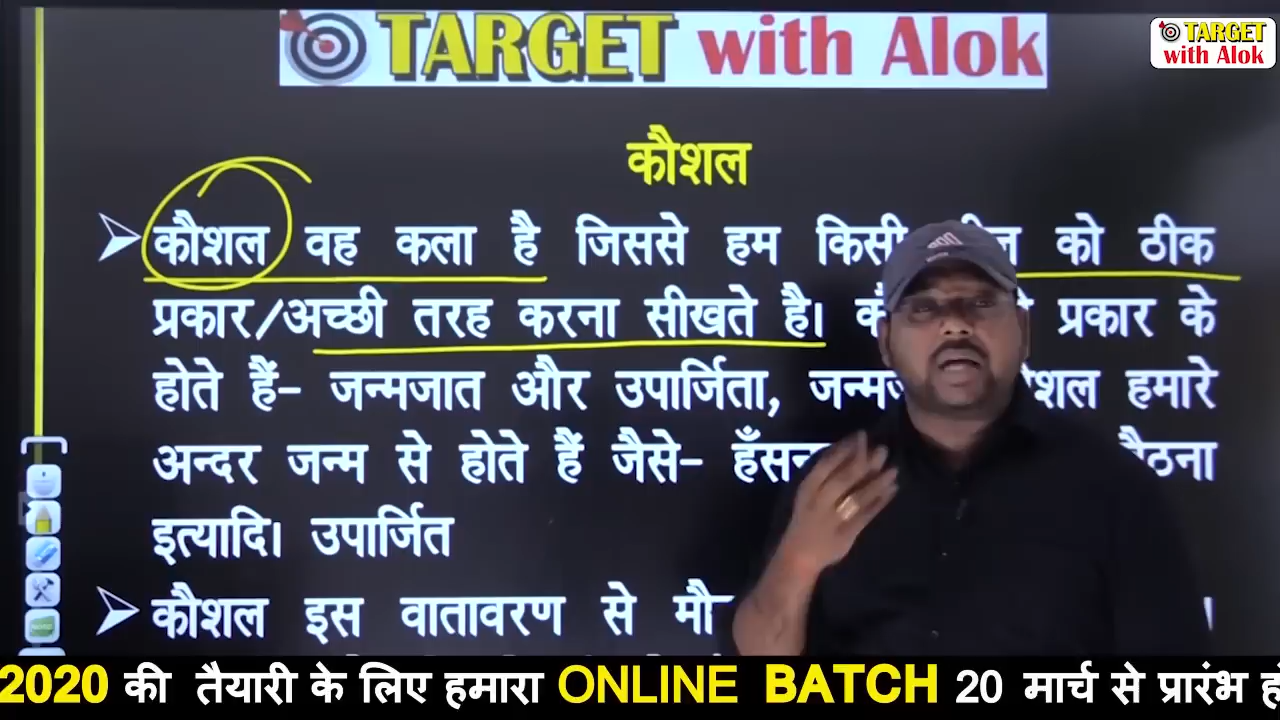 TARGET with Alok
TARGET
with Alok
कौशल
कौशल वह कला है जिससे हम किसी को ठीक
प्रकार/अच्छी तरह करना सीखते है। प्रकार के
होते हैं- जन्मजात और उपार्जिता, हमारे
अन्दर जन्म से होते हैं जैसे-
इत्यादि। उपार्जित
कौशल इस वातावरण से
2020 की तैयारी के लिए हमारा ONLINE BATCH 20 मार्च से प्रारंभ